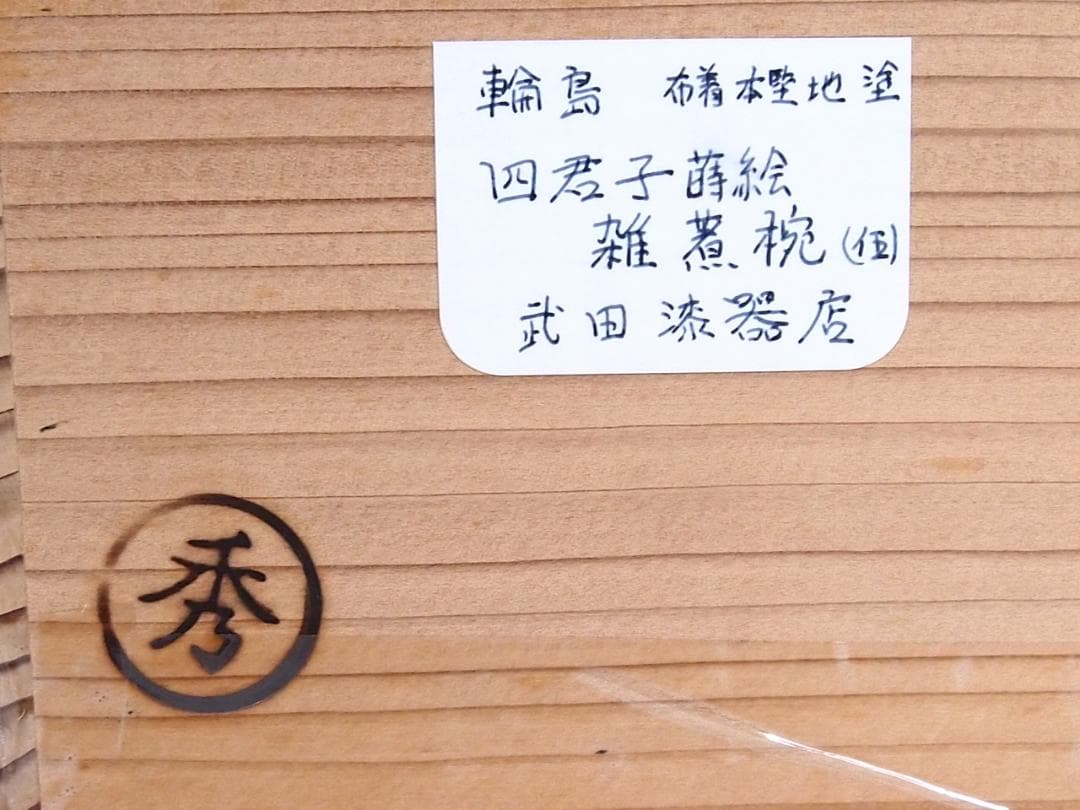 輪島 布着本堅地塗
四君子蒔絵
雑煮椀(伍)
武田漆器店
秀